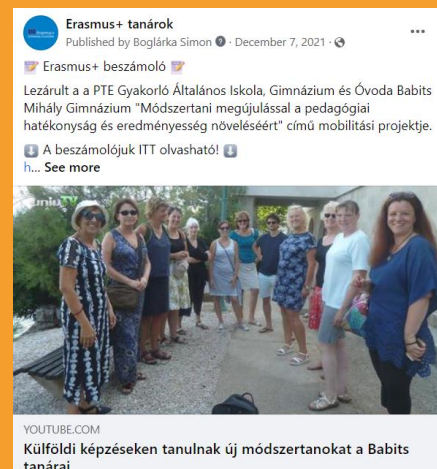 Erasmus+ tanárok
Published by Boglárka Simon · December 7, 2021 ·
Erasmus+ beszámoló
Lezárult a a PTE Gyakorló Általános Iskola, Gimnázium és Óvoda Babits
Mihály Gimnázium "Módszertani megújulással a pedagógiai
hatékonyság és eredményesség növeléséért" című mobilitási projektje.
A beszámolójuk ITT olvasható!
h... See more
uniuTV
YOUTUBE.COM
Külföldi képzéseken tanulnak új módszertanokat a Babits
tanárai